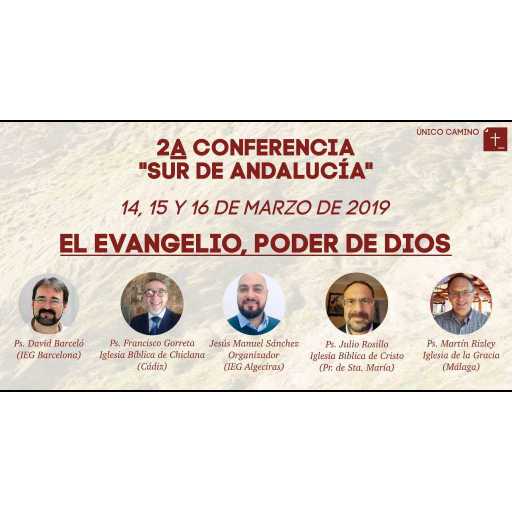 ÚNICO CAMINO
2A CONFERENCIA
"SUR DE ANDALUCÍA"
14, 15 Y 16 DE MARZO DE 2019
EL EVANGELIO, PODER DE DIOS
Ps. David Barceló
(IEG Barcelona)
Ps. Francisco Gorreta
Iglesia Bíblica de Chiclana
(Cádiz)
Jesús Manuel Sánchez
Organizador
(IEG Algeciras)
Ps. Julio Rosillo
Iglesia Bíblica de Cristo
(Pr. de Sta. María)
Ps. Martín Rizley
Iglesia de la Gracia
(Málaga)